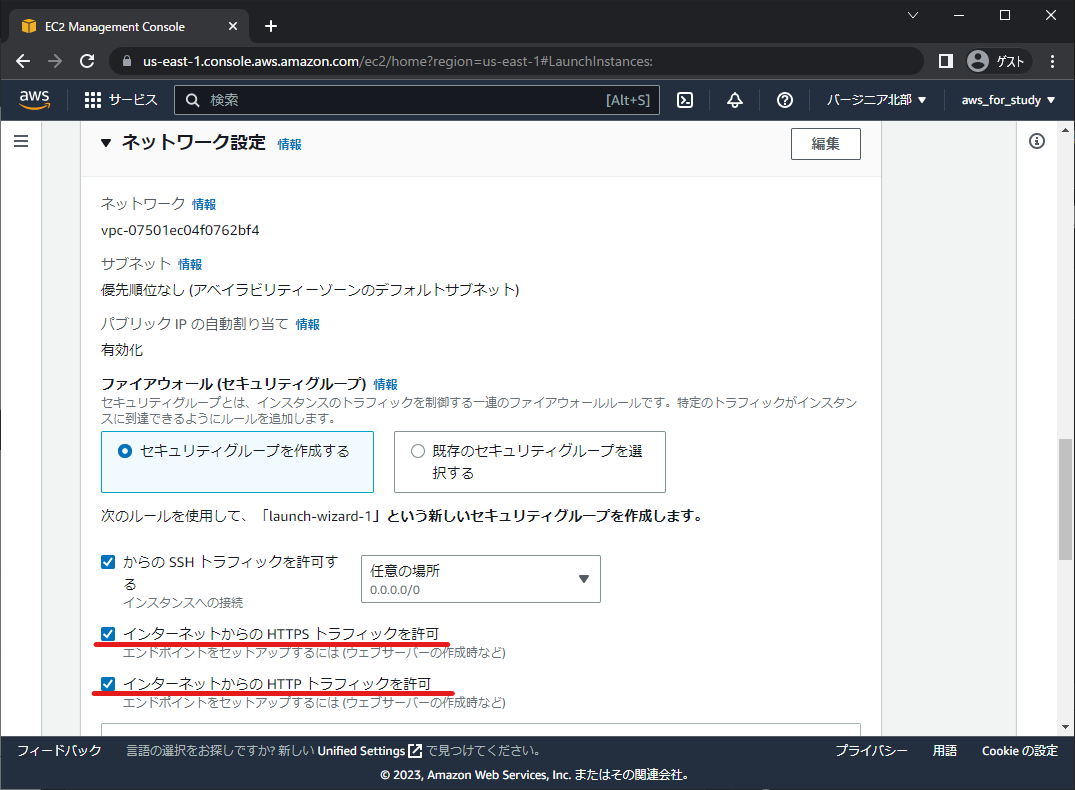 EC2 Management Console
us-east-1.console.aws.amazon.com/ec2/home?region=us-east-1#LaunchInstances:
ゲスト
aws
サービス
検索
[Alt+S]
バージニア北部
aws_for_study
ネットワーク設定 情報
編集
ネットワーク 情報
vpc-07501ec04f0762bf4
サブネット 情報
優先順位なし (アベイラビリティーゾーンのデフォルトサブネット)
パブリック IP の自動割り当て 情報
有効化
ファイアウォール (セキュリティグループ) 情報
セキュリティグループとは、インスタンスのトラフィックを制御する一連のファイアウォールルールです。特定のトラフィックがインスタン
スに到達できるようにルールを追加します。
セキュリティグループを作成する
既存のセキュリティグループを選
択する
次のルールを使用して、「launch-wizard-1」という新しいセキュリティグループを作成します。
からの SSH トラフィックを許可す
る
インスタンスへの接続
任意の場所
0.0.0.0/0
インターネットからの HTTPS トラフィックを許可
エンドポイントをセットアップするには (ウェブサーバーの作成時など)
インターネットからの HTTP トラフィックを許可
エンドポイントをセットアップするには (ウェブサーバーの作成時など)
フィードバック
言語の選択をお探しですか? 新しい Unified Settings で見つけてください。
プライバシー
用語
Cookie の設定
© 2023, Amazon Web Services, Inc. またはその関連会社。